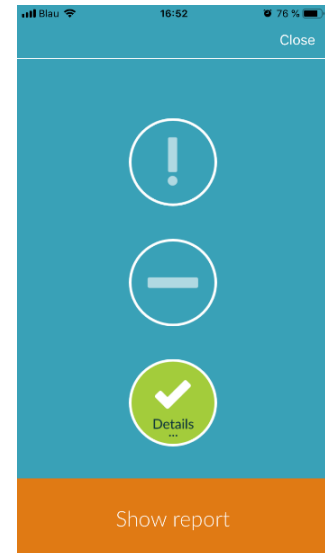 Blau 16:52 76 %
Close
Details
...
Show report